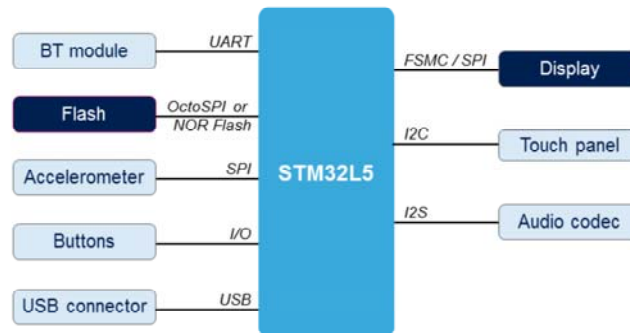 BT module
UART
Flash
OctoSPI or
NOR Flash
Accelerometer
SPI
Buttons
I/O
USB connector
USB
STM32L5
FSMC / SPI
Display
I2C
Touch panel
I2S
Audio codec